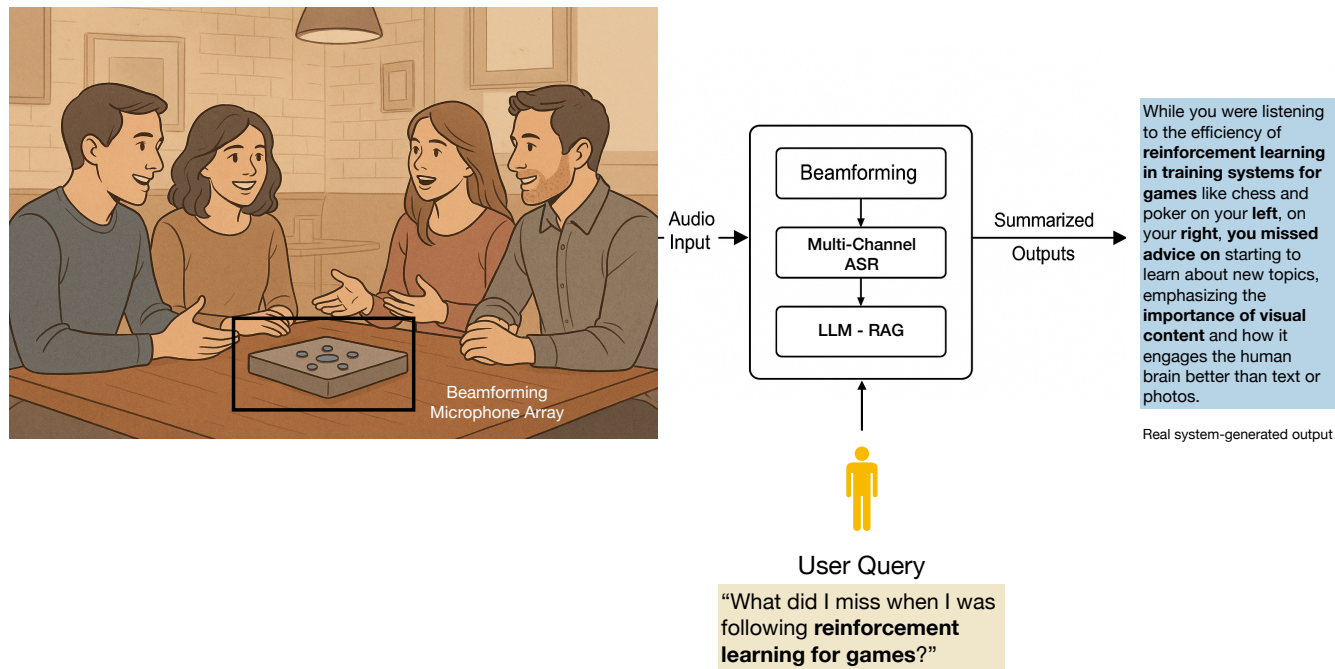 Beamforming
Microphone Array
Audio
Input
Beamforming
Multi-Channel
ASR
LLM - RAG
Summarized
Outputs
While you were listening
to the efficiency of
reinforcement learning
in training systems for
games like chess and
poker on your left, on
your right, you missed
advice on starting to
learn about new topics,
emphasizing the
importance of visual
content and how it
engages the human
brain better than text or
photos.
Real system-generated output
User Query
“What did I miss when I was
following reinforcement
learning for games?”